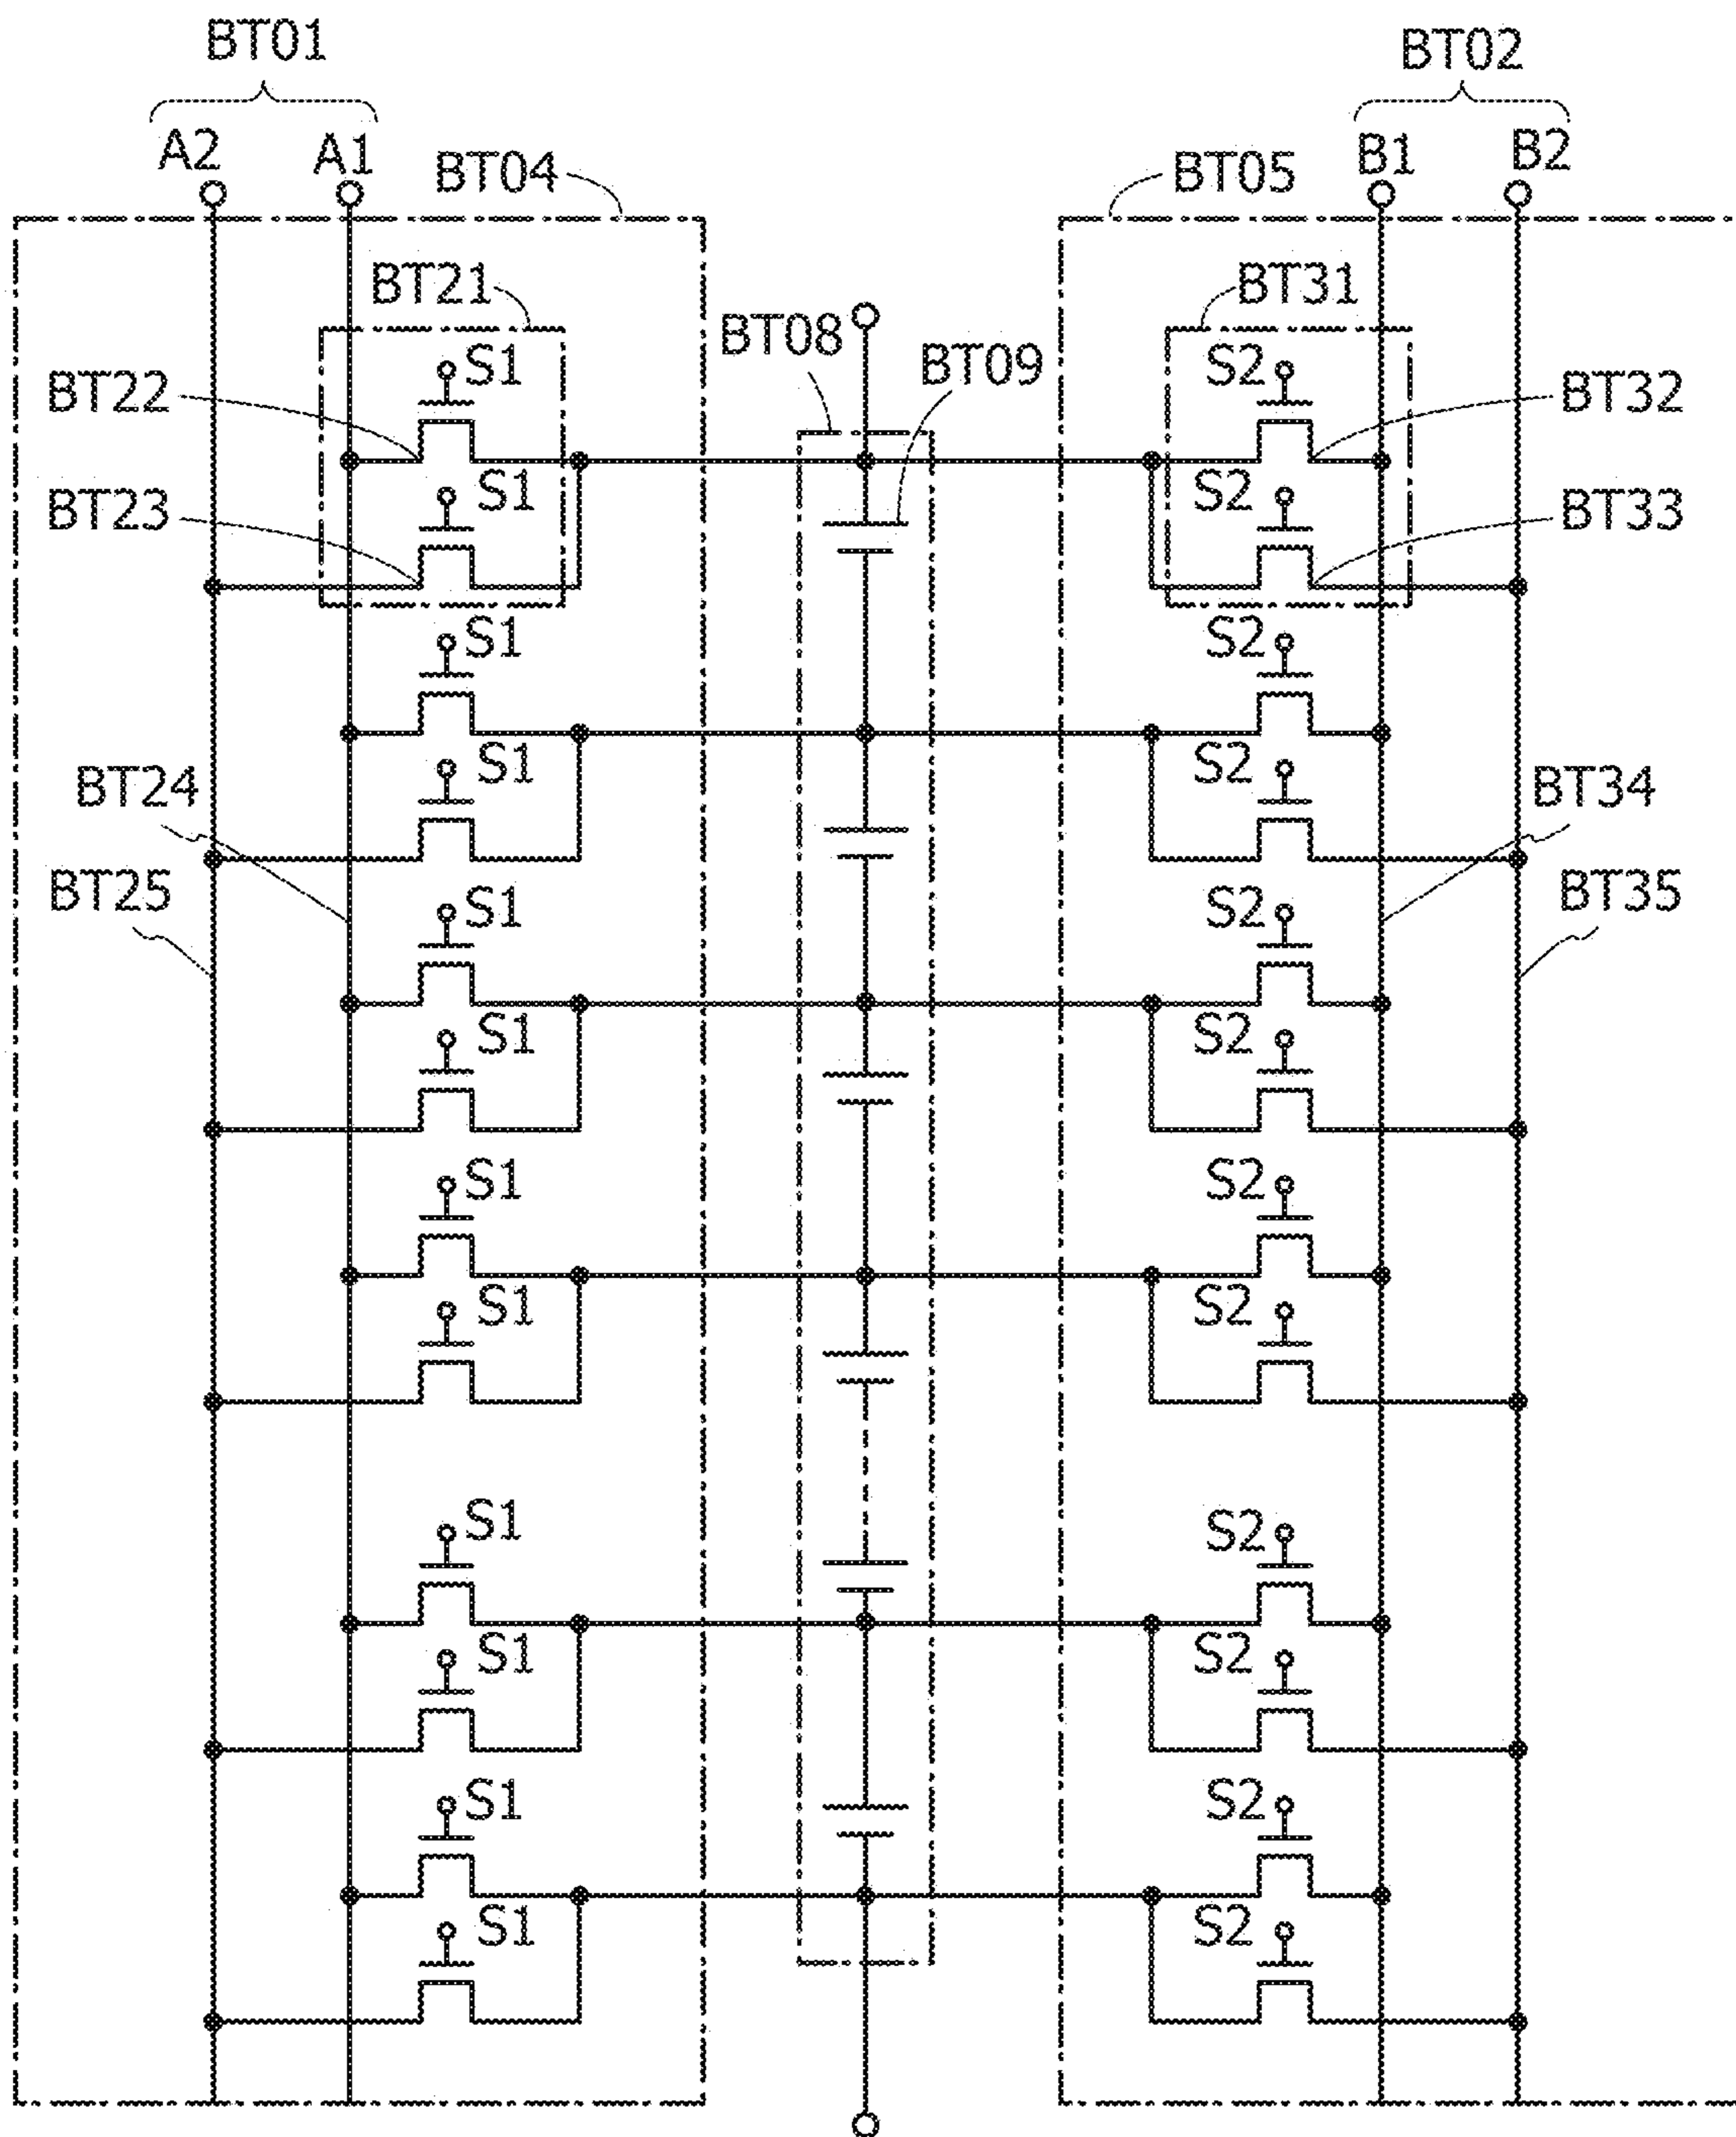 BT01 BT02
A2 A1 BT04 BT05 B1 B2
BT21 BT31
BT08 BT09
S1 S2
BT22 BT32
S1 S2
BT23 BT33
S1 S2
S1 S2
BT24 BT34
BT25 S1 S2 BT35
S1 S2
S1 S2
S1 S2
S1 S2
S1 S2
S1 S2
S1 S2